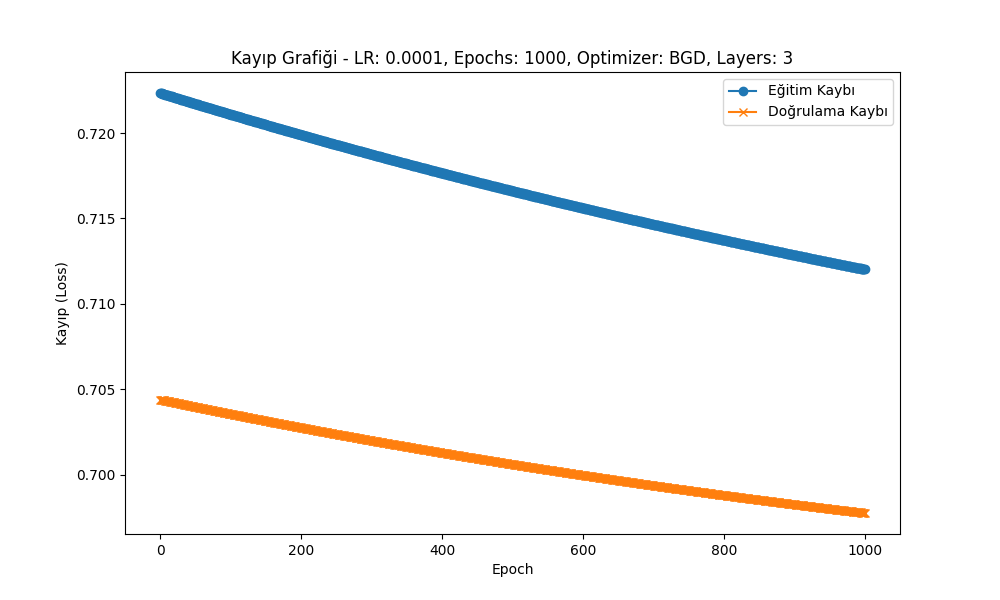 Kayıp Grafiği - LR: 0.0001, Epochs: 1000, Optimizer: BGD, Layers: 3
Eğitim Kaybı
Doğrulama Kaybı
Kayıp (Loss)
0.720
0.715
0.710
0.705
0.700
0 200 400 600 800 1000
Epoch